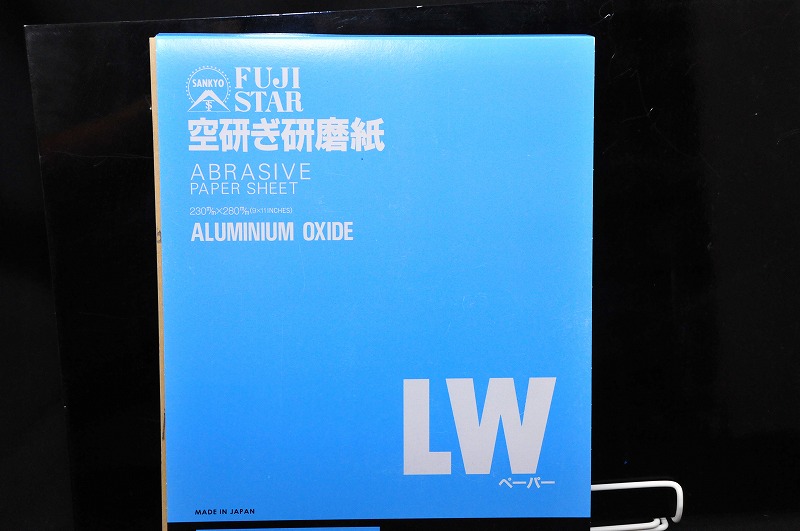 SANKYO
FUJI
STAR
空研ぎ研磨紙
ABRASIVE
PAPER SHEET
230㎜×280㎜(9×11INCHES)
ALUMINIUM OXIDE
LW
ペーパー
MADE IN JAPAN